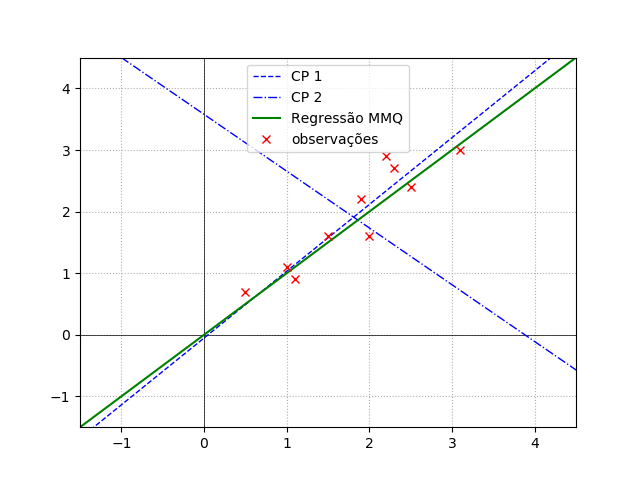 CP 1
CP 2
Regressão MMQ
observações
4
3
2
1
0
−1
−1 0 1 2 3 4